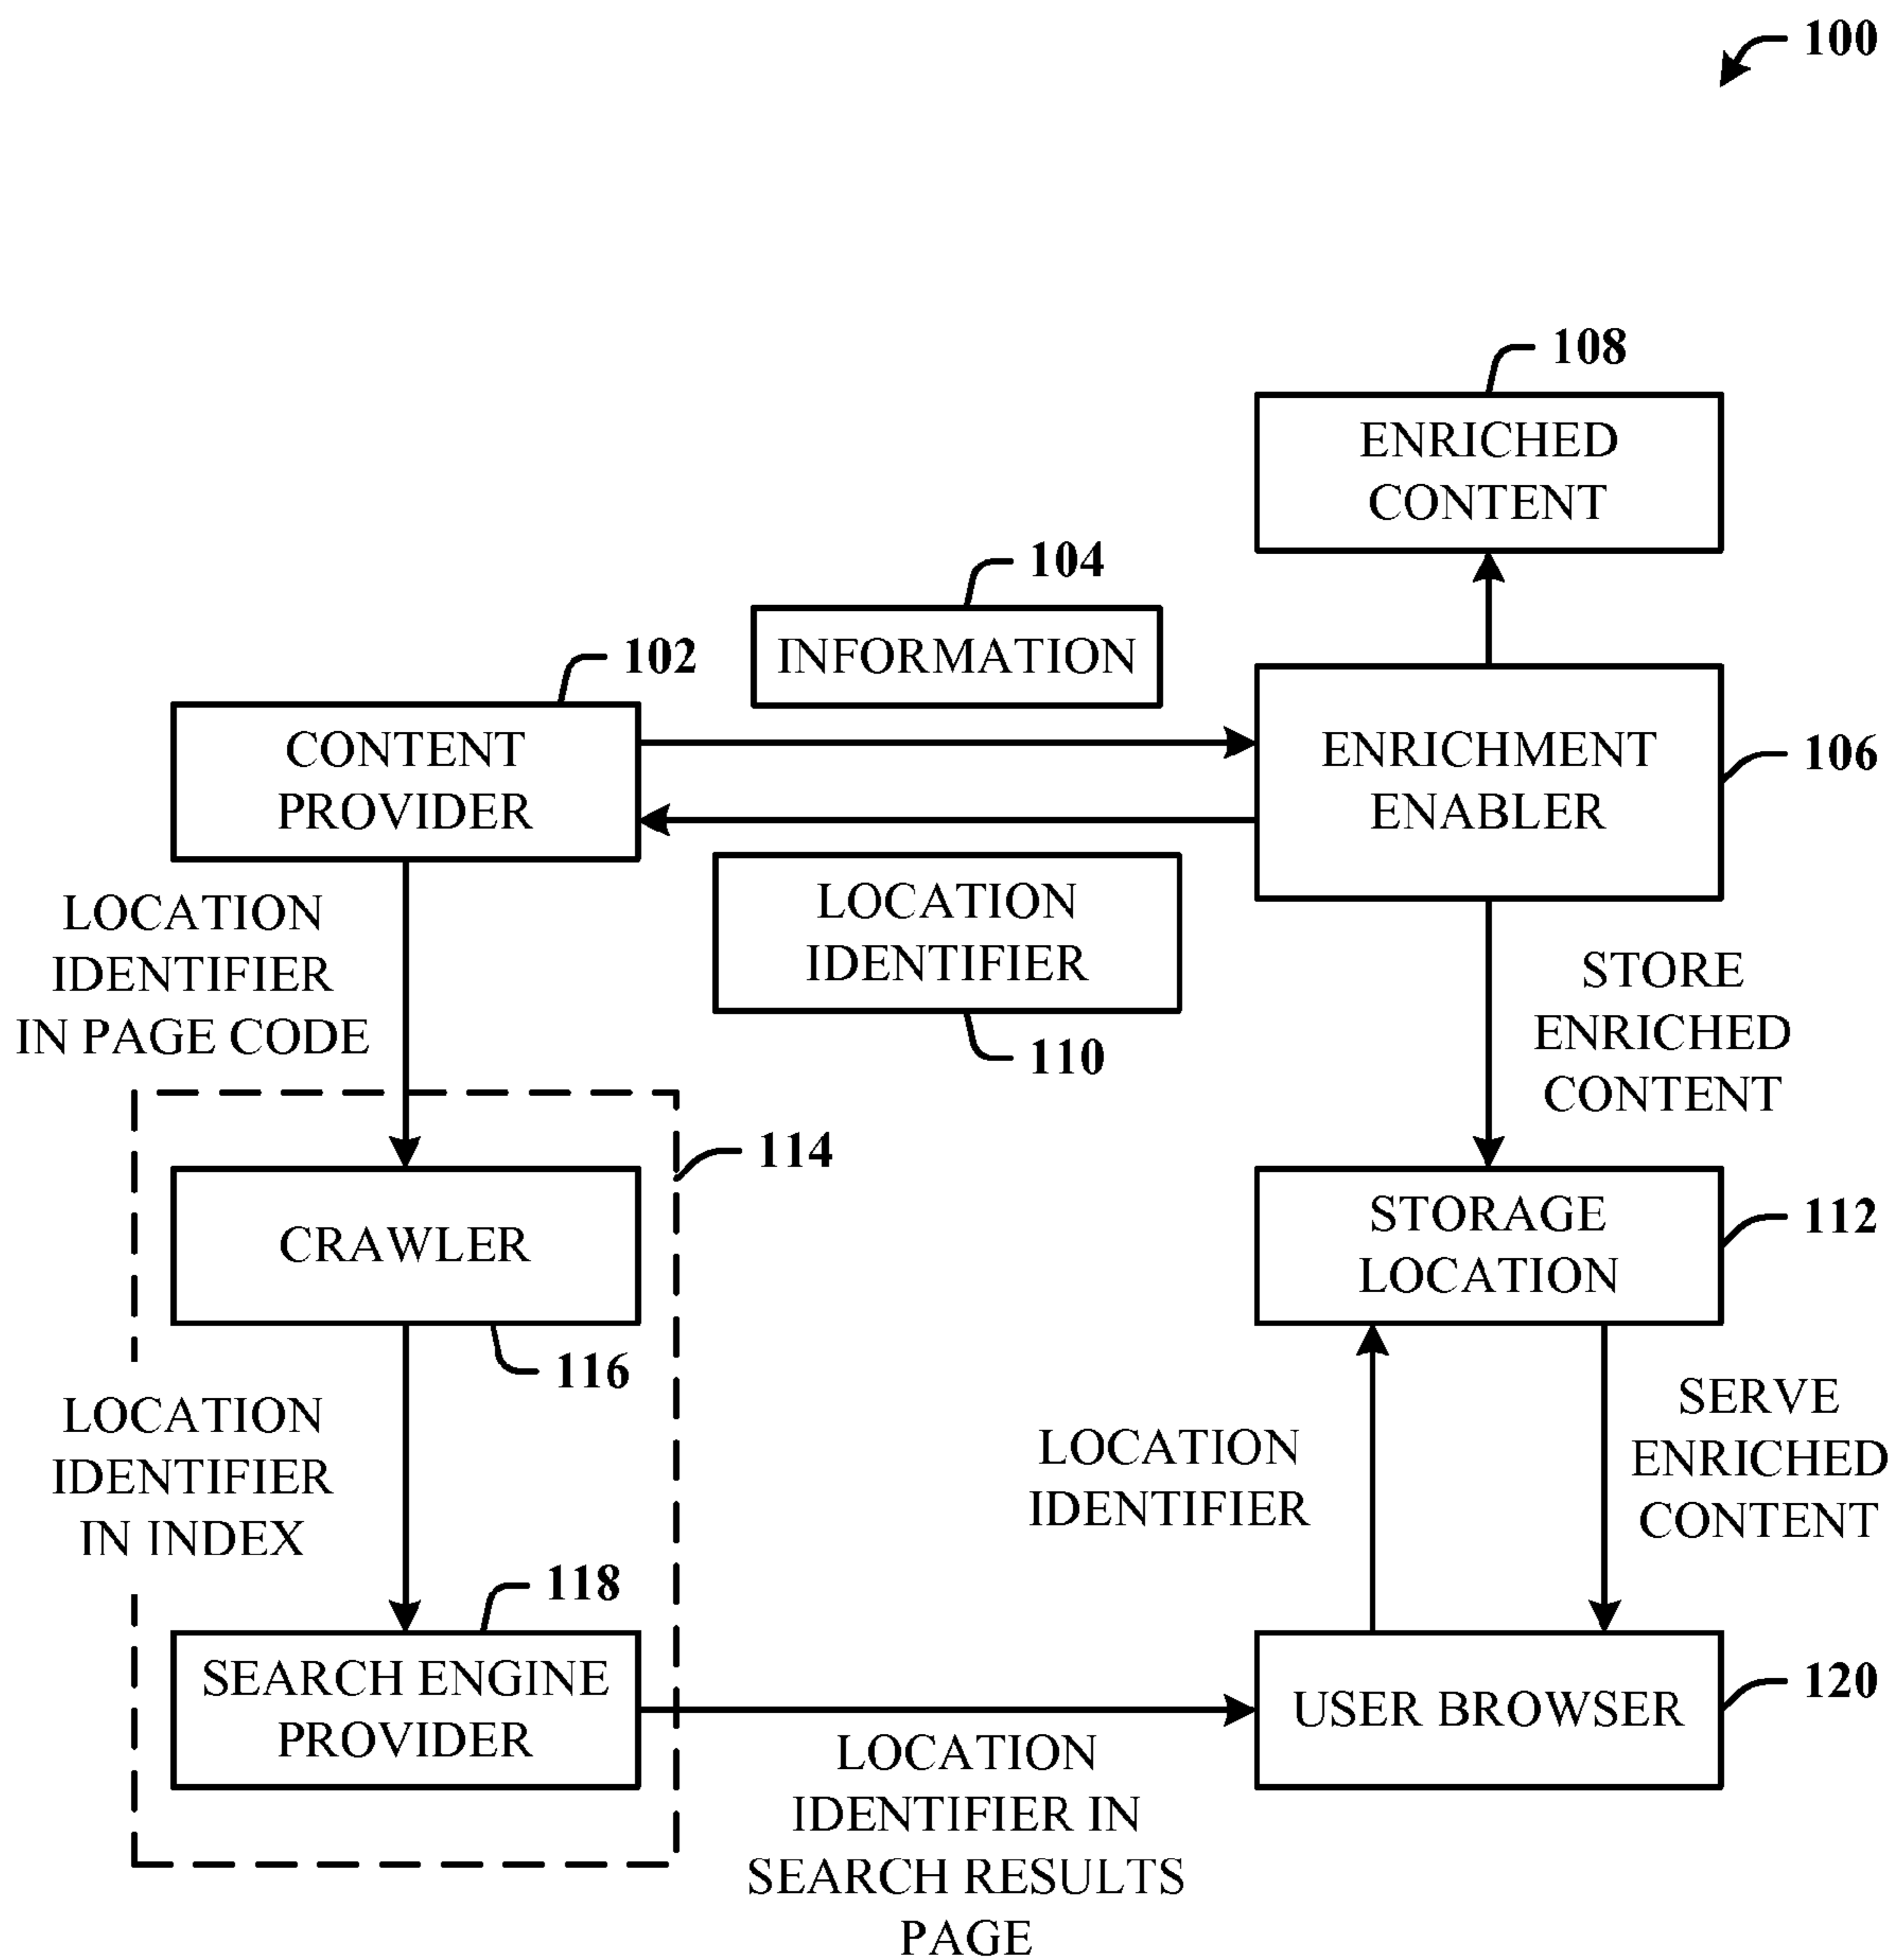 100
108
ENRICHED
CONTENT
104
INFORMATION
102
CONTENT
PROVIDER
ENRICHMENT
ENABLER
106
LOCATION
IDENTIFIER
110
LOCATION
IDENTIFIER
IN PAGE CODE
STORE
ENRICHED
CONTENT
114
CRAWLER
116
STORAGE
LOCATION
112
LOCATION
IDENTIFIER
IN INDEX
LOCATION
IDENTIFIER
SERVE
ENRICHED
CONTENT
118
SEARCH ENGINE
PROVIDER
USER BROWSER
120
LOCATION
IDENTIFIER IN
SEARCH RESULTS
PAGE